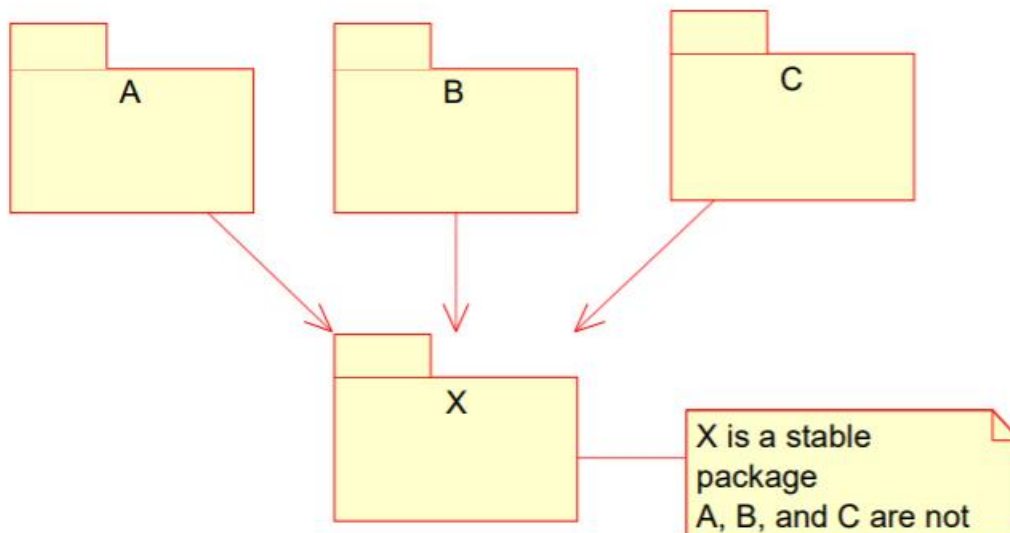 A
B
C
X
X is a stable
package
A, B, and C are not